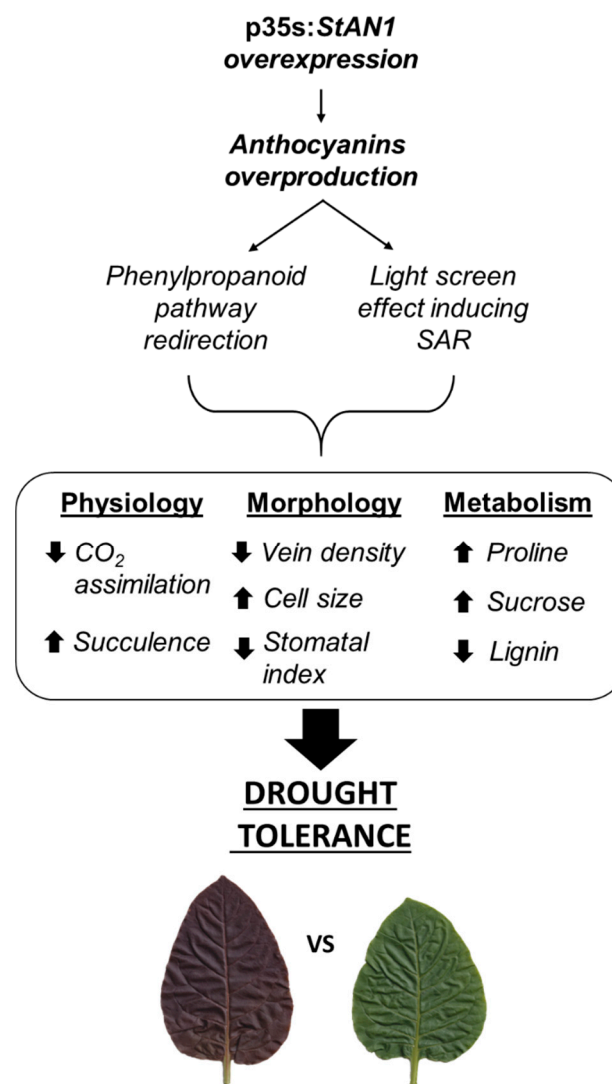 p35s:StAN1
overexpression
Anthocyanins
overproduction
Phenylpropanoid
pathway
redirection
Light screen
effect inducing
SAR
Physiology
CO₂
assimilation
Succulence
Morphology
Vein density
Cell size
Stomatal
index
Metabolism
Proline
Sucrose
Lignin
DROUGHT
TOLERANCE
VS